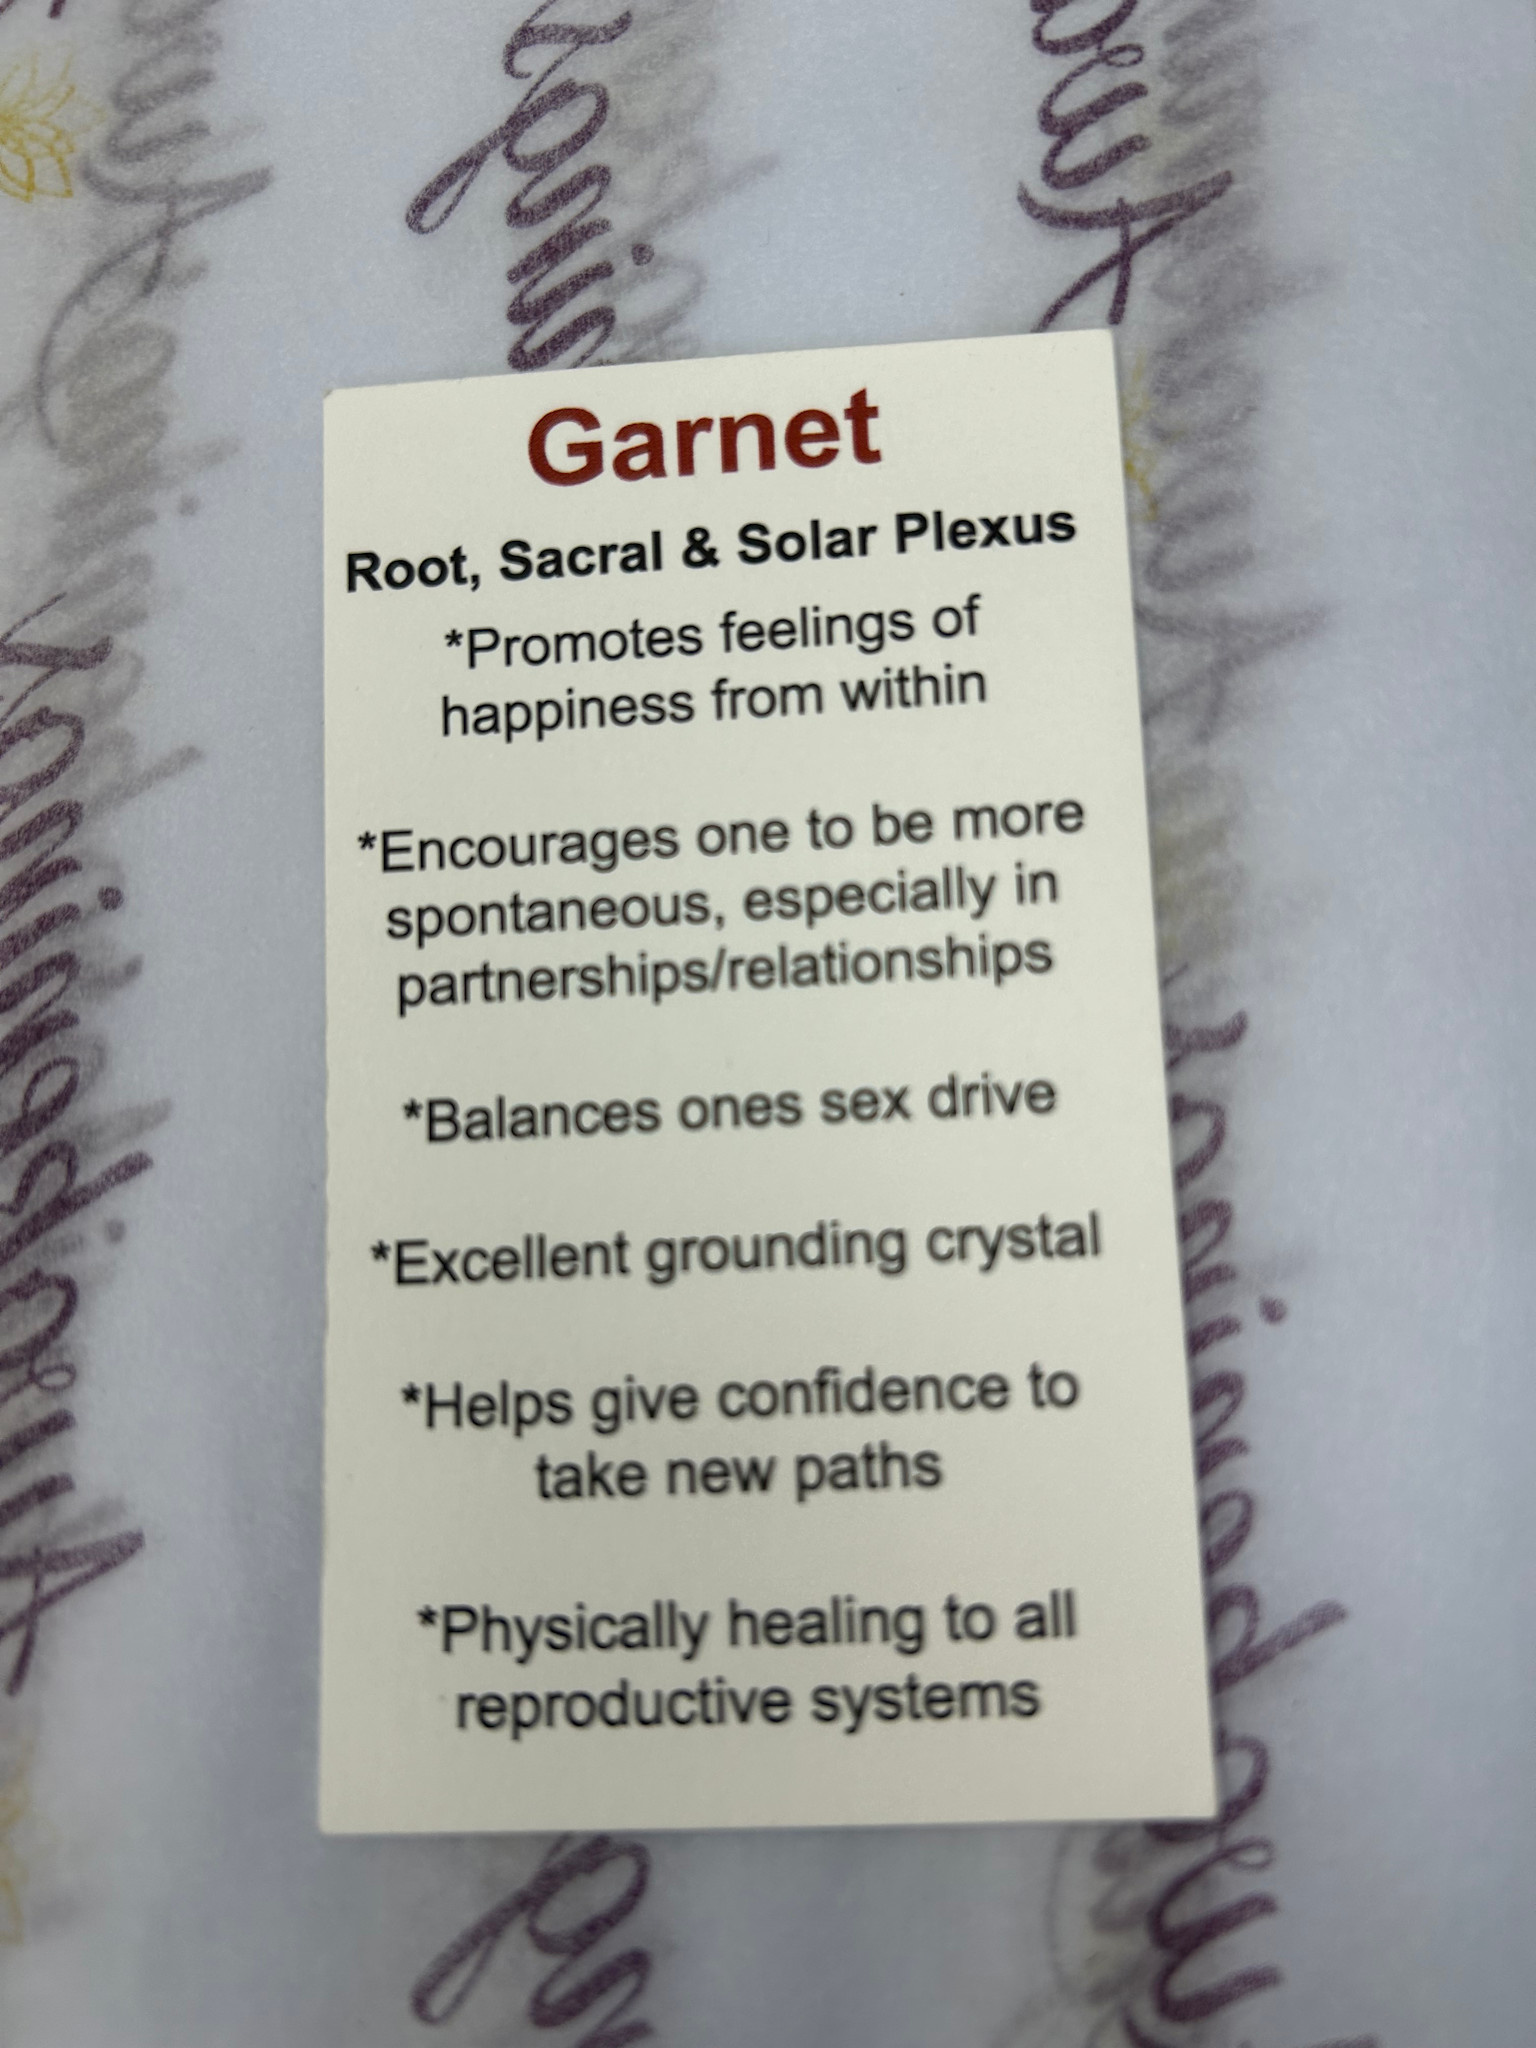 Garnet
Root, Sacral & Solar Plexus
*Promotes feelings of
happiness from within
*Encourages one to be more
spontaneous, especially in
partnerships/relationships
*Balances ones sex drive
*Excellent grounding crystal
*Helps give confidence to
take new paths
*Physically healing to all
reproductive systems